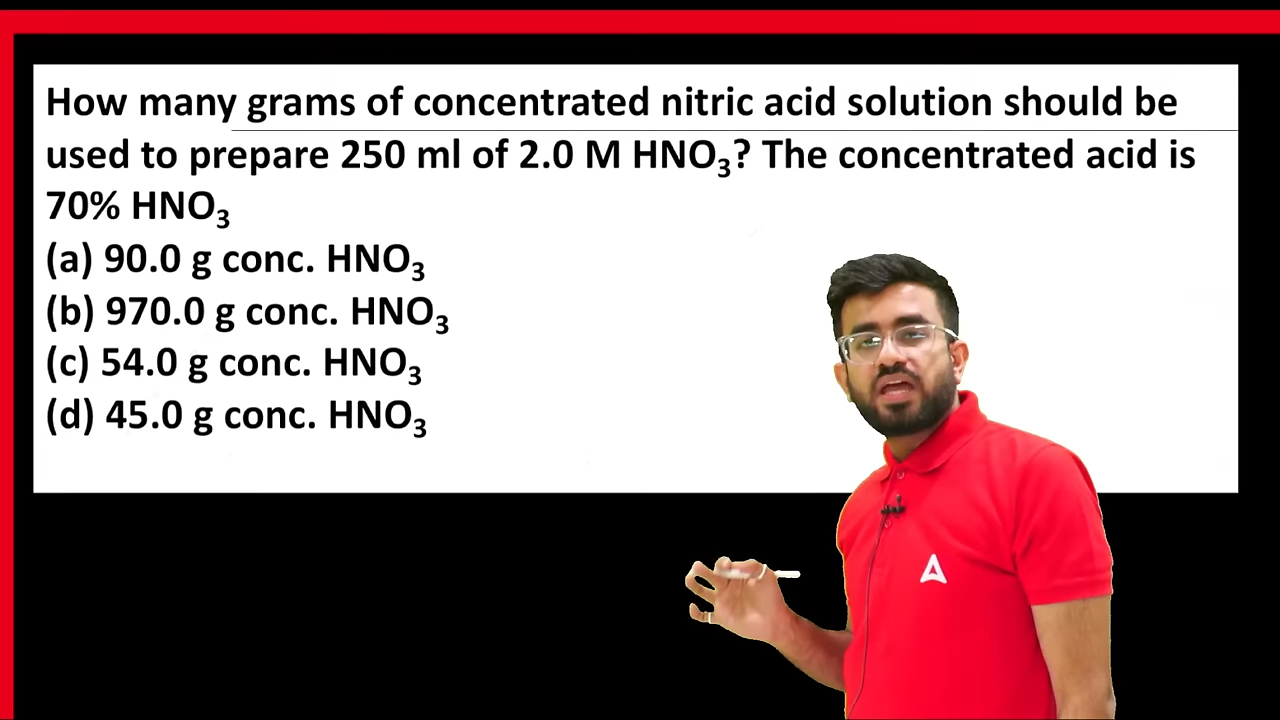 How many grams of concentrated nitric acid solution should be
used to prepare 250 ml of 2.0 M HNO₃? The concentrated acid is
70% HNO₃
(a) 90.0 g conc. HNO₃
(b) 970.0 g conc. HNO₃
(c) 54.0 g conc. HNO₃
(d) 45.0 g conc. HNO₃